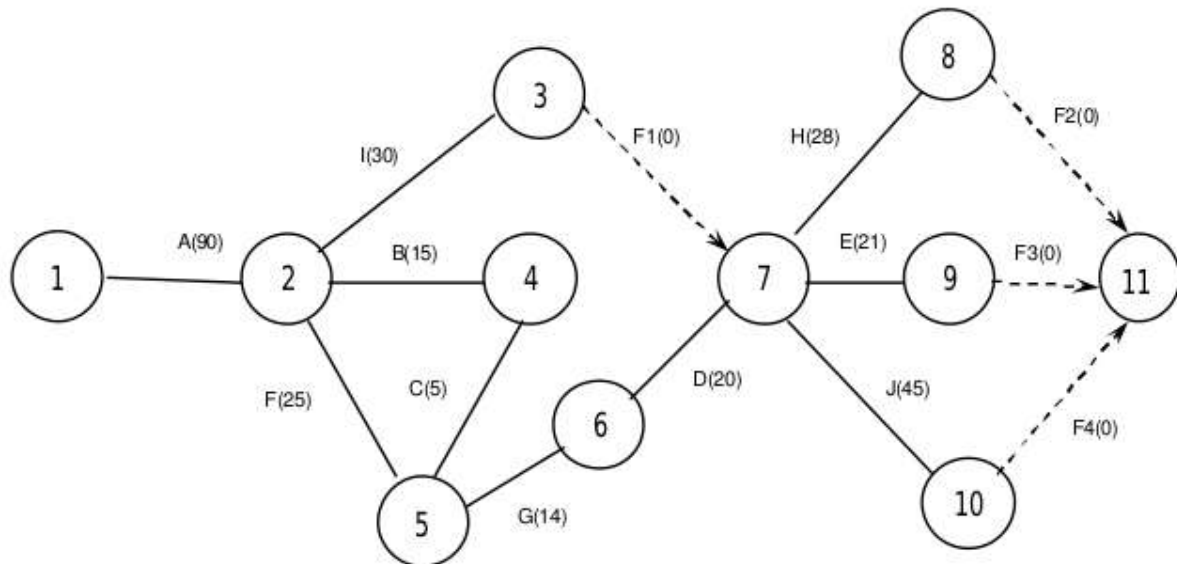 8
3
F2(0)
F1(0)
H(28)
I(30)
A(90)
B(15)
E(21)
F3(0)
1
2
4
7
9
11
F(25)
C(5)
D(20)
J(45)
6
F4(0)
5
G(14)
10